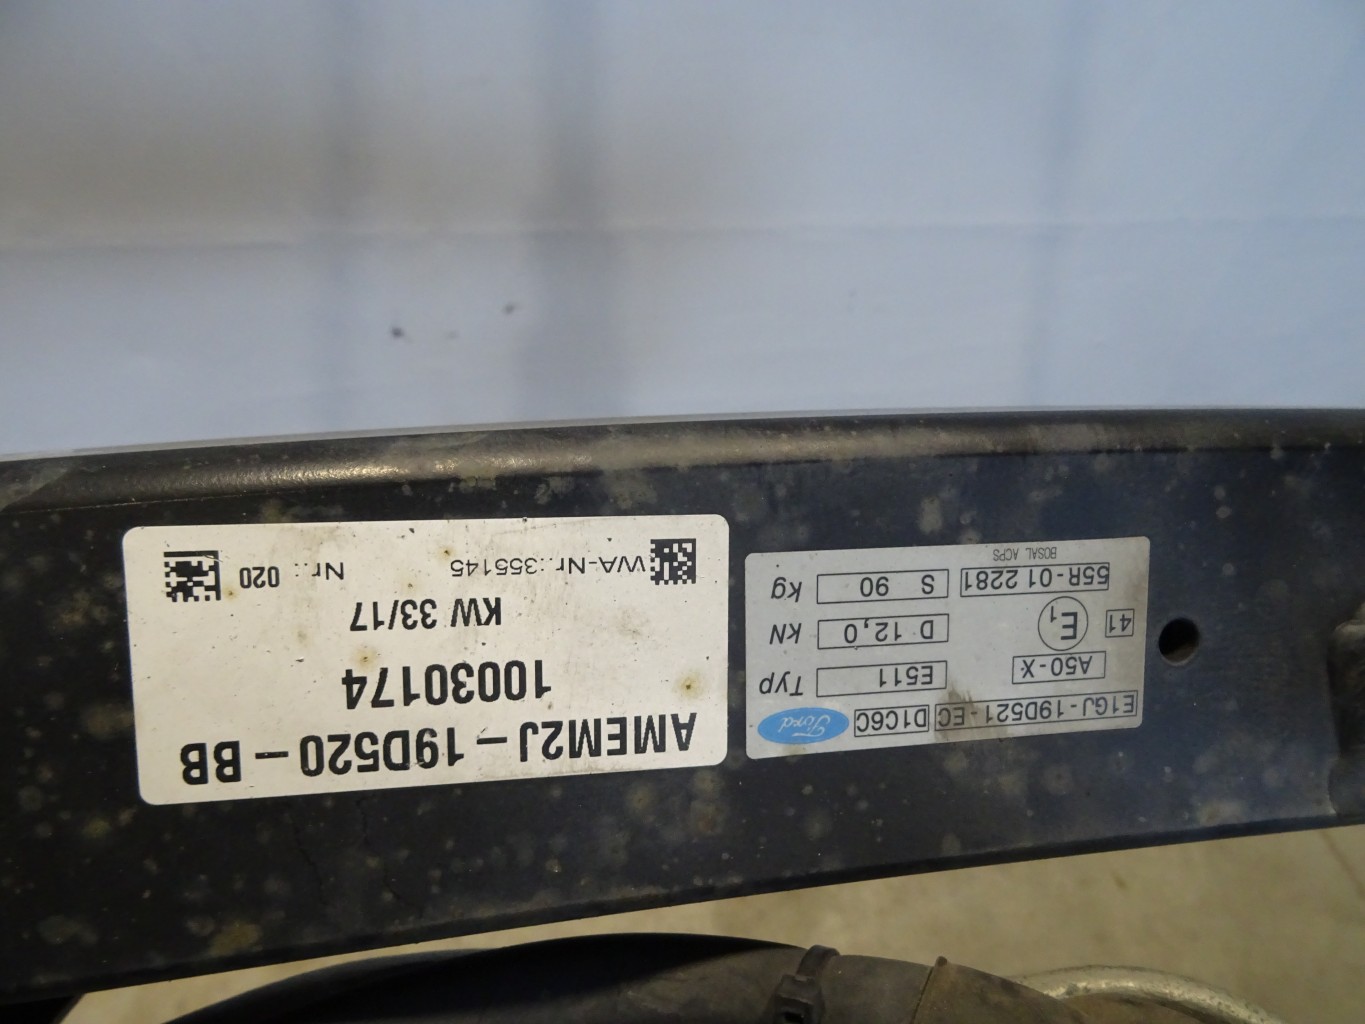 AMEM2J-19D520-BB
10030174
KW 33/17
WA-Nr.:355145 Nr.: 020
E1GJ-19D521-EC D1C6C Ford
A50-X E511 Typ
41 E1 D 12,0 kN
55R-01 2281 S 90 kg
BOSAL ACPS